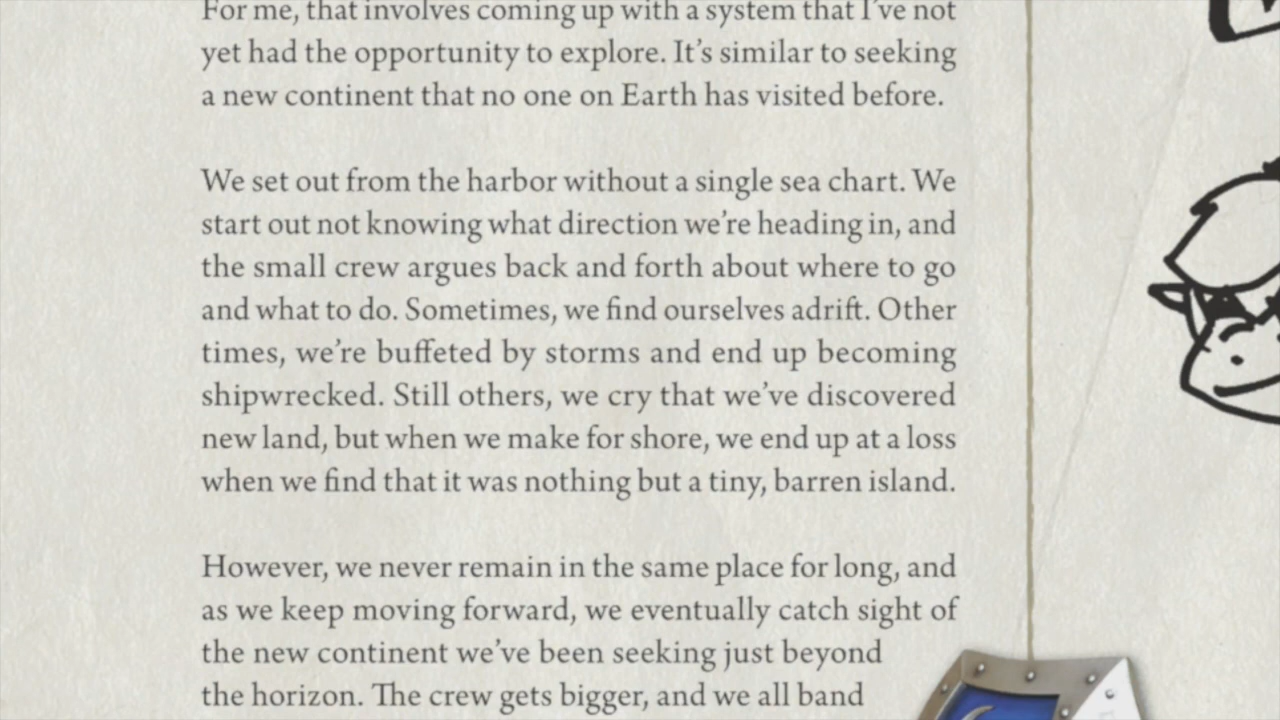 For me, that involves coming up with a system that I've not
yet had the opportunity to explore. It's similar to seeking
a new continent that no one on Earth has visited before.
We set out from the harbor without a single sea chart. We
start out not knowing what direction we're heading in, and
the small crew argues back and forth about where to go
and what to do. Sometimes, we find ourselves adrift. Other
times, we're buffeted by storms and end up becoming
shipwrecked. Still others, we cry that we've discovered
new land, but when we make for shore, we end up at a loss
when we find that it was nothing but a tiny, barren island.
However, we never remain in the same place for long, and
as we keep moving forward, we eventually catch sight of
the new continent we've been seeking just beyond
the horizon. The crew gets bigger, and we all band